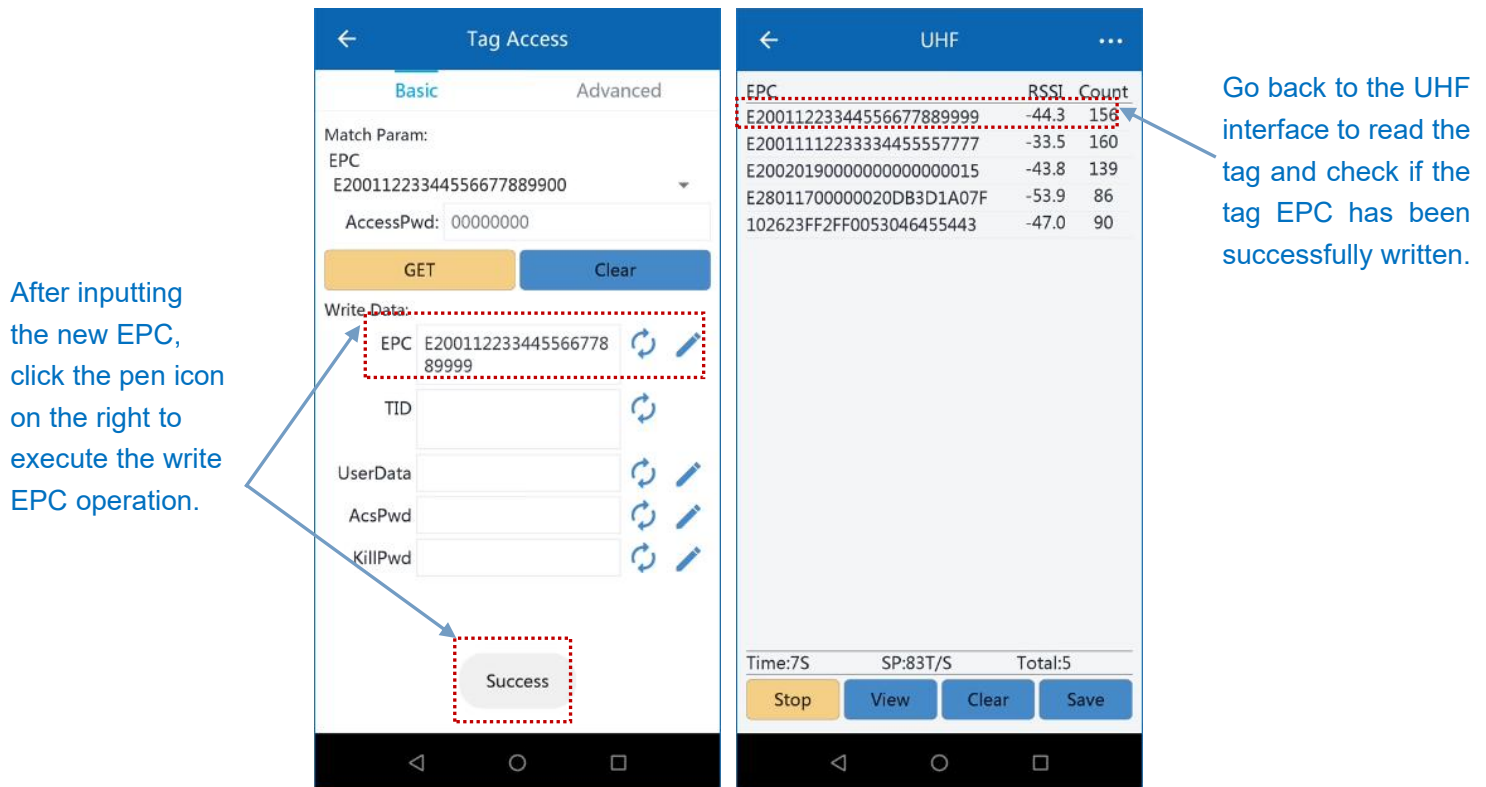 After inputting
the new EPC,
click the pen icon
on the right to
execute the write
EPC operation.
Tag Access
Basic Advanced
Match Param:
EPC
E20011223344556677889900
AccessPwd: 00000000
GET Clear
Write Data:
EPC E200112233445566778
89999
TID
UserData
AcsPwd
KillPwd
Success
UHF
EPC RSSI Count
E20011223344556677889999 -44.3 156
E20011112233334455557777 -33.5 160
E20020190000000000000015 -43.8 139
E28011700000020DB3D1A07F -53.9 86
102623FF2FF0053046455443 -47.0 90
Time:7S SP:83T/S Total:5
Stop View Clear Save
Go back to the UHF
interface to read the
tag and check if the
tag EPC has been
successfully written.